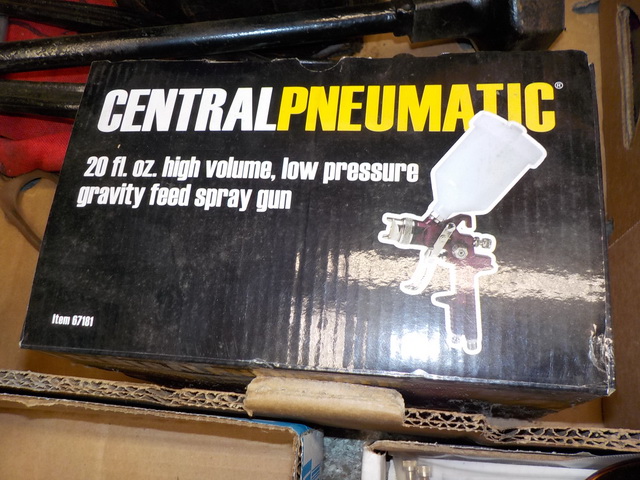 CENTRALPNEUMATIC®
20 fl. oz. high volume, low pressure
gravity feed spray gun
Item 67181